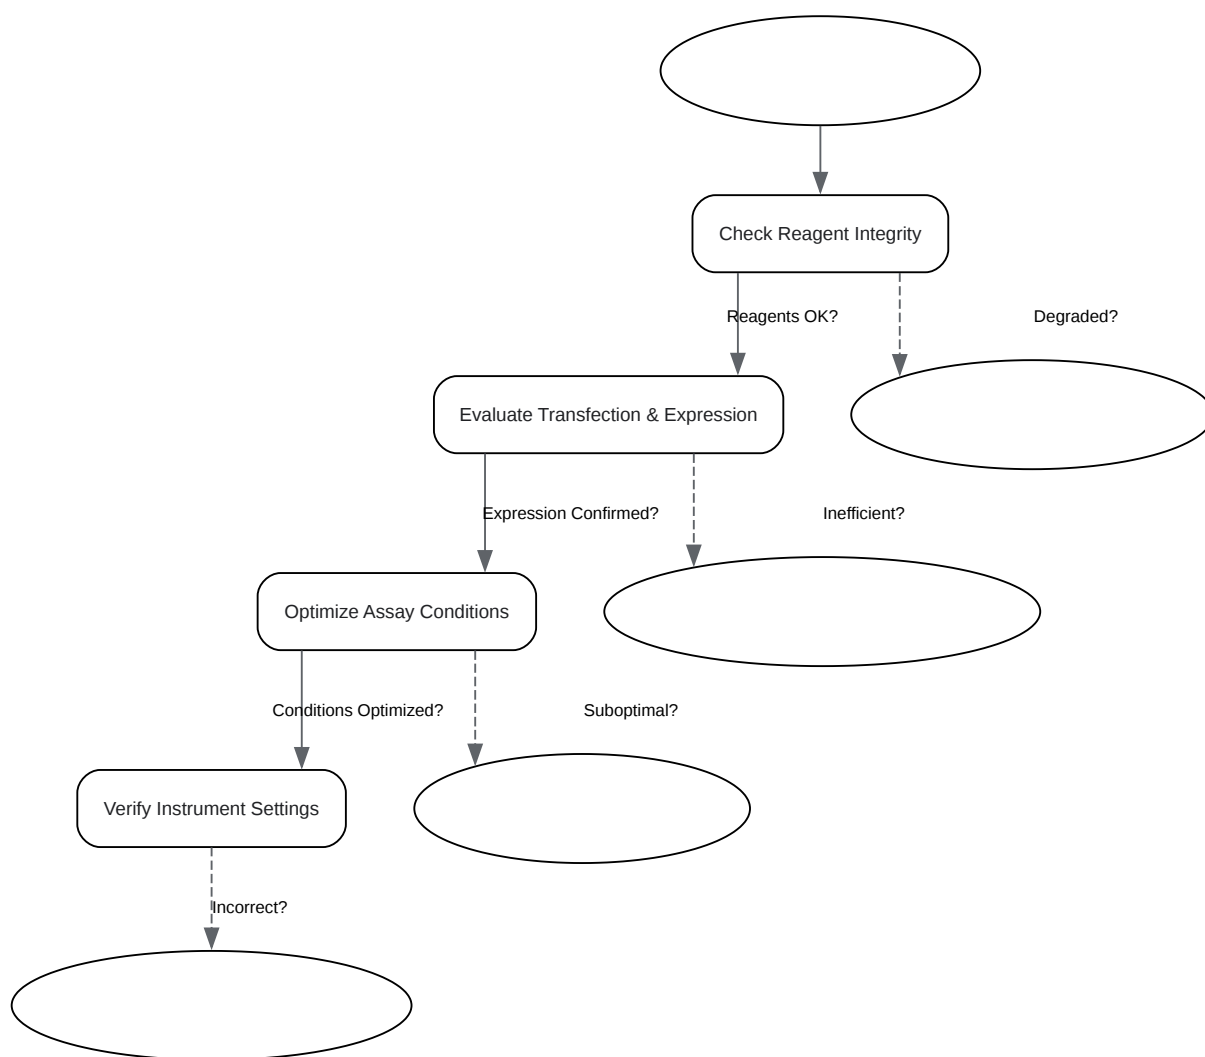 Check Reagent Integrity
Reagents OK?
Degraded?
Evaluate Transfection & Expression
Expression Confirmed?
Inefficient?
Optimize Assay Conditions
Conditions Optimized?
Suboptimal?
Verify Instrument Settings
Incorrect?